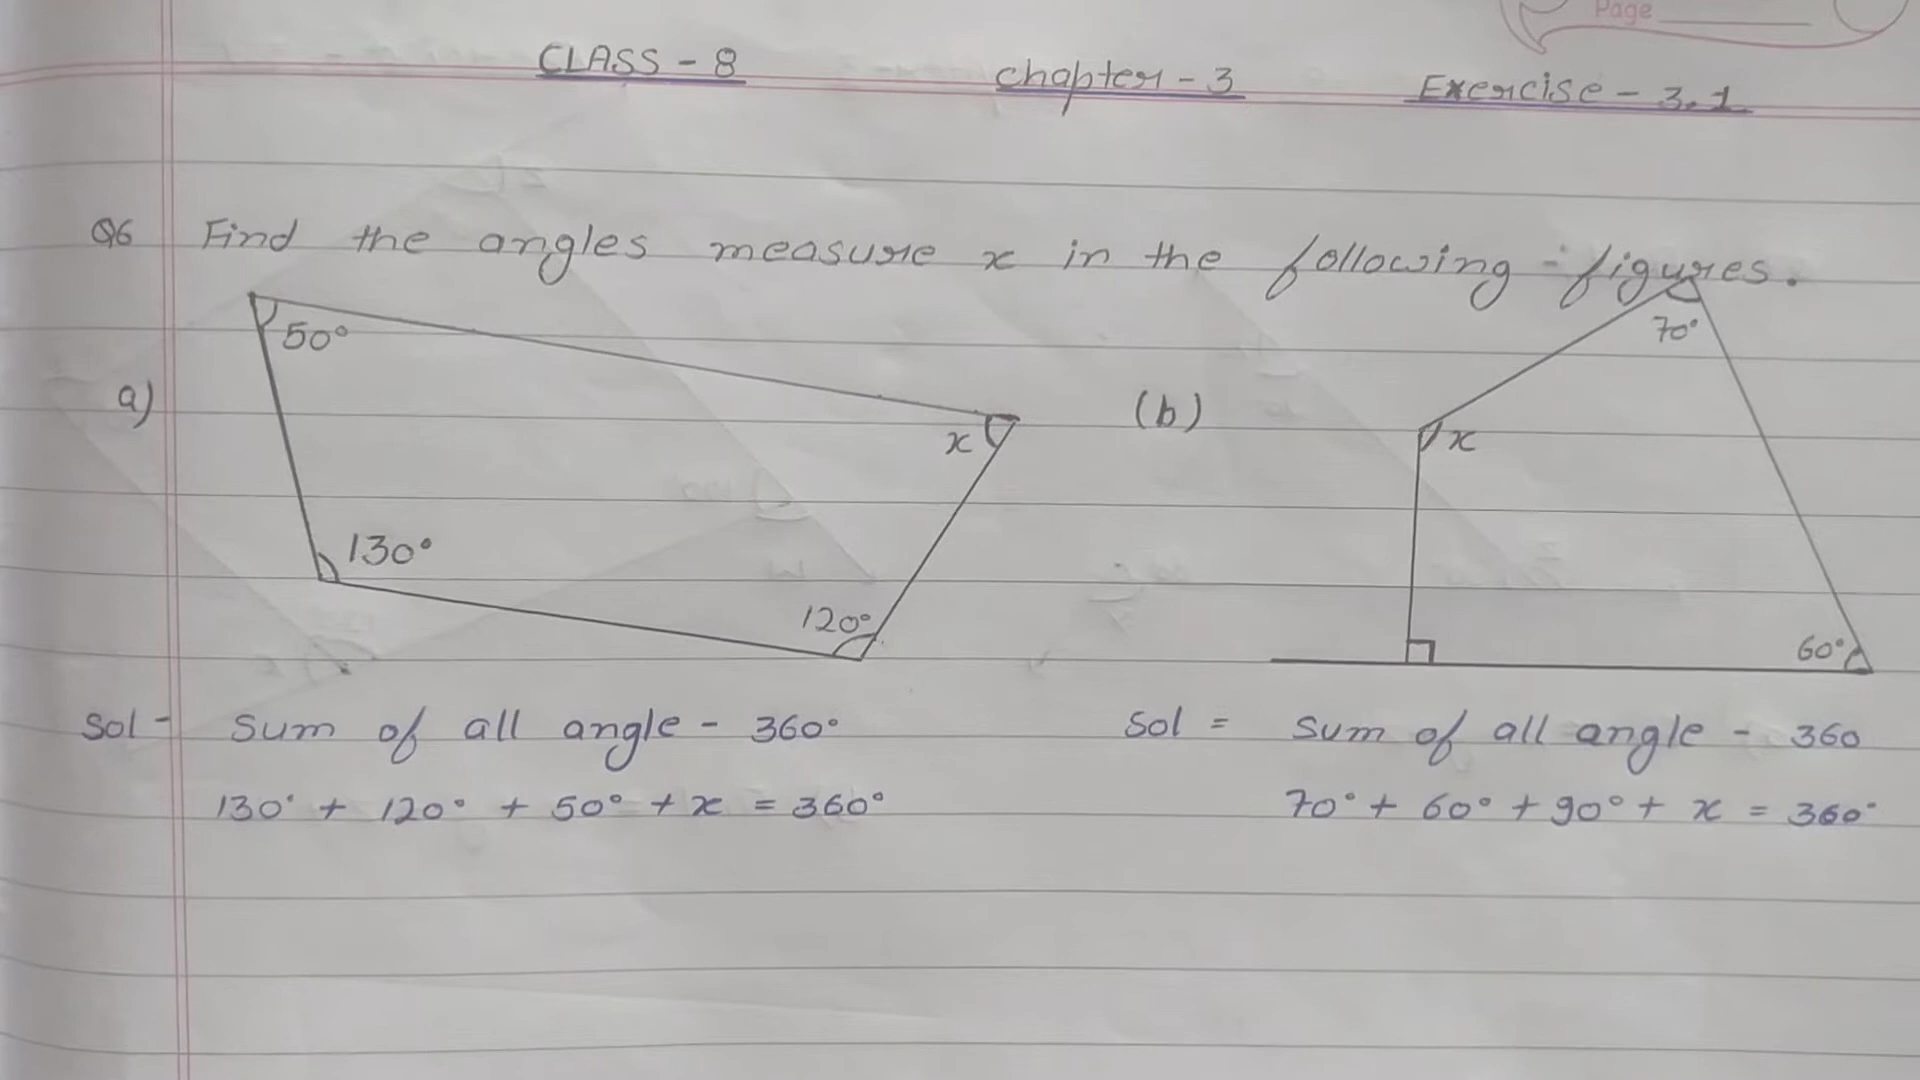 Page
CLASS - 8 Chapter - 3 Exercise - 3.1
Q6 Find the angles measure x in the following figures.
50°
70°
a)
x
(b)
x
130°
120°
60°
Sol - Sum of all angle - 360°
130° + 120° + 50° + x = 360°
Sol = Sum of all angle - 360
70° + 60° + 90° + x = 360°